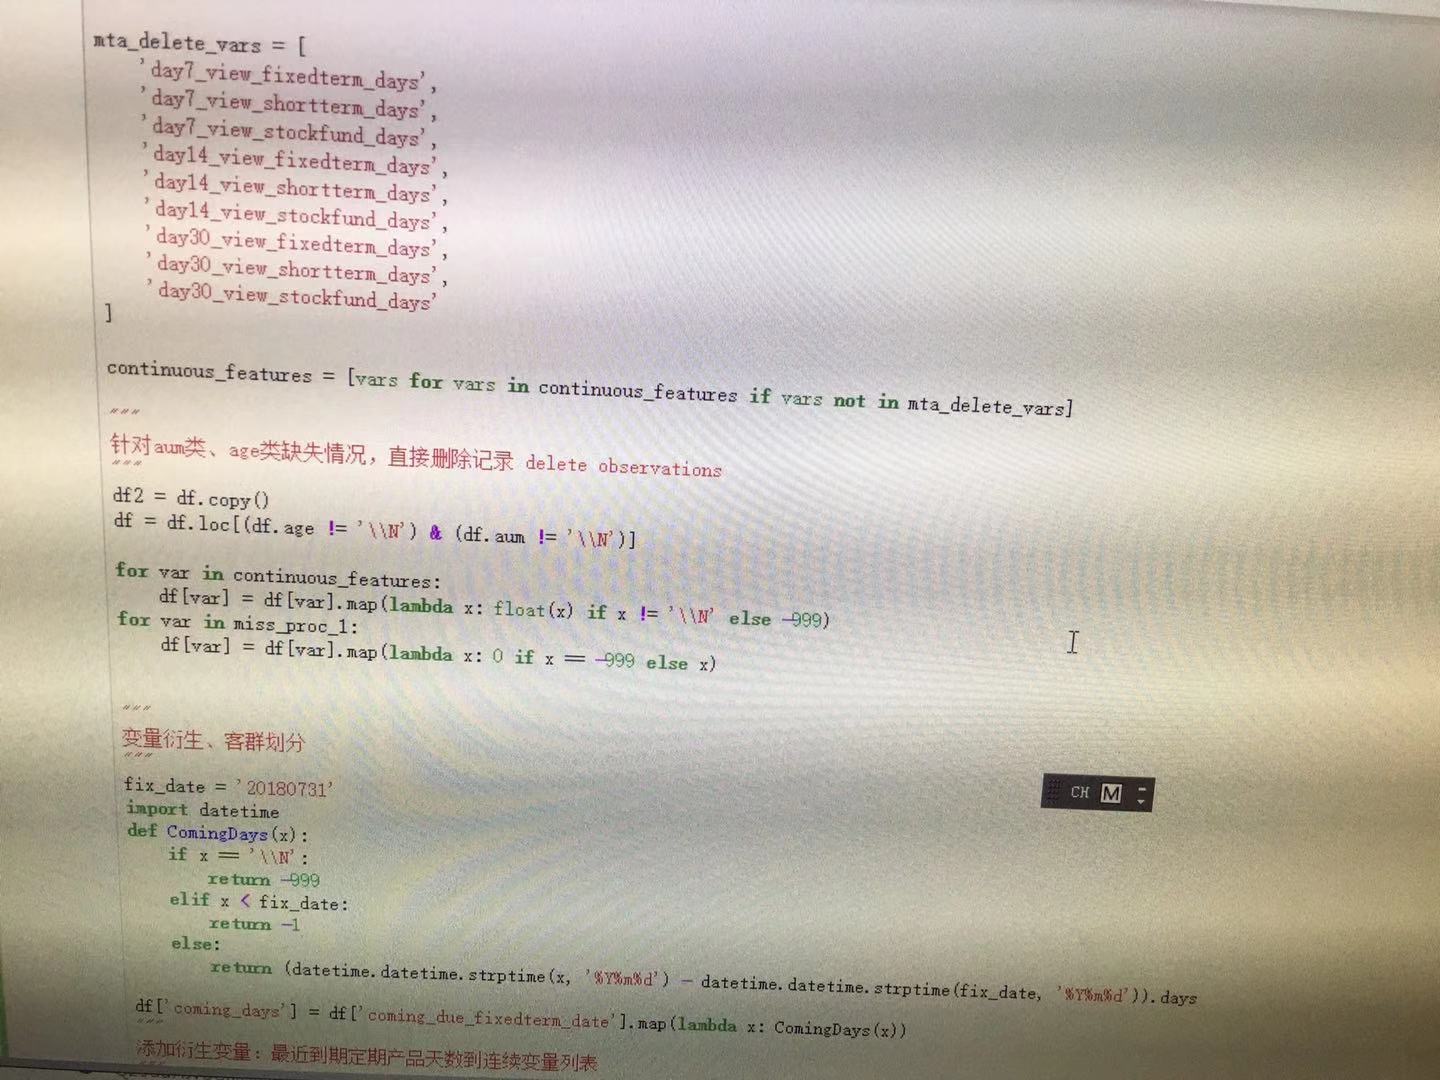 mta_delete_vars = [
'day7_view_fixedterm_days',
'day7_view_shortterm_days',
'day7_view_stockfund_days',
'day14_view_fixedterm_days',
'day14_view_shortterm_days',
'day14_view_stockfund_days',
'day30_view_fixedterm_days',
'day30_view_shortterm_days',
'day30_view_stockfund_days'
]
continuous_features = [vars for vars in continuous_features if vars not in mta_delete_vars]
"""
针对aum类、age类缺失情况，直接删除记录 delete observations
"""
df2 = df.copy()
df = df.loc[(df.age != '\\N') & (df.aum != '\\N')]
for var in continuous_features:
df[var] = df[var].map(lambda x: float(x) if x != '\\N' else -999)
for var in miss_proc_1:
df[var] = df[var].map(lambda x: 0 if x == -999 else x)
"""
变量衍生、客群划分
"""
fix_date = '20180731'
import datetime
def ComingDays(x):
if x == '\\N':
return -999
elif x < fix_date:
return -1
else:
return (datetime.datetime.strptime(x, '%Y%m%d') - datetime.datetime.strptime(fix_date, '%Y%m%d')).days
df['coming_days'] = df['coming_due_fixedterm_date'].map(lambda x: ComingDays(x))
"""
添加衍生变量：最近到期定期产品天数到连续变量列表
"""
CH M